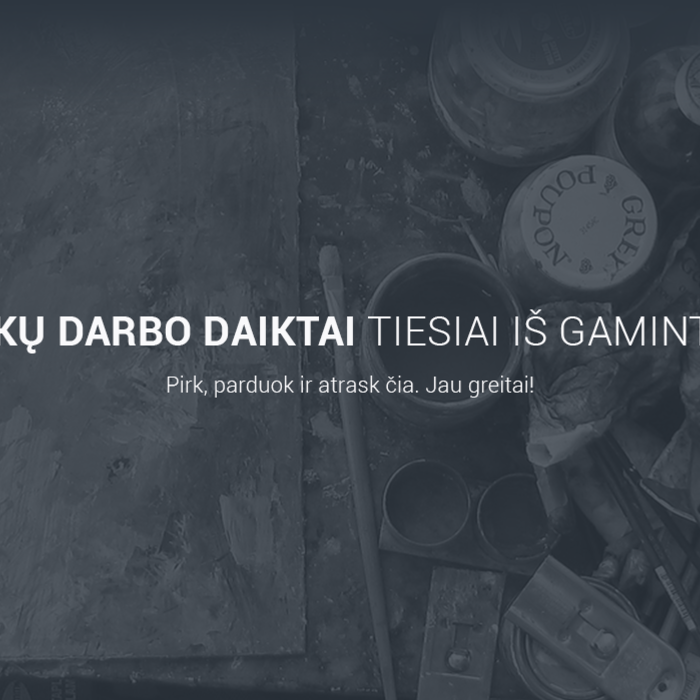 KŲ DARBO DAIKTAI TIESIAI IŠ GAMINT
Pirk, parduok ir atrask čia. Jau greitai!
GREY
POUPON